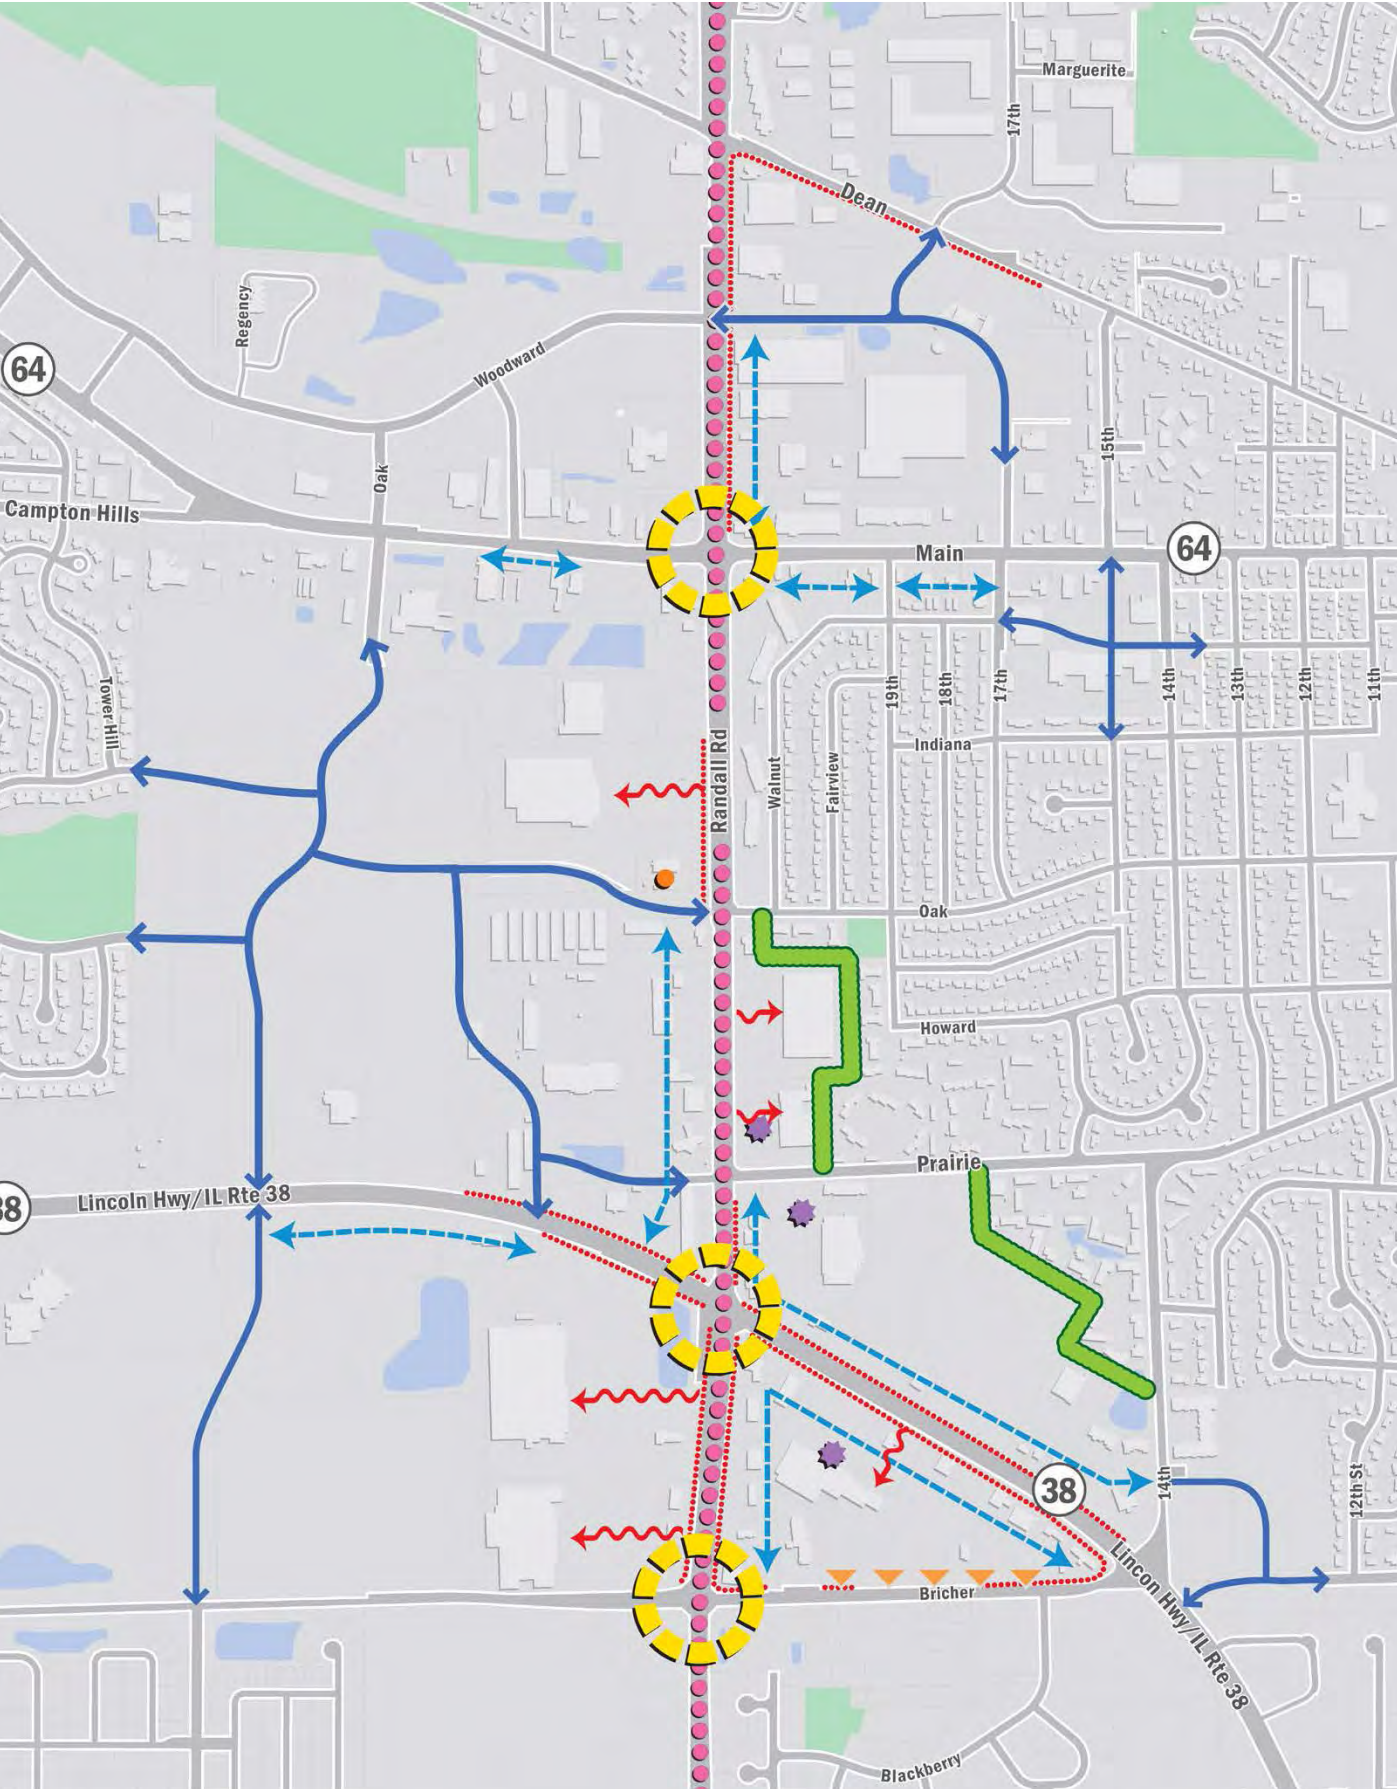 Marguerite
17th
Dean
Regency
Woodward
64
15th
Oak
Campton Hills
Main
64
Tower Hill
19th
18th
17th
14th
13th
12th
11th
Randall Rd
Walnut
Fairview
Indiana
Oak
Howard
Prairie
38
Lincoln Hwy/IL Rte 38
38
14th
12th St
Lincon Hwy/IL Rte 38
Bricher
Blackberry